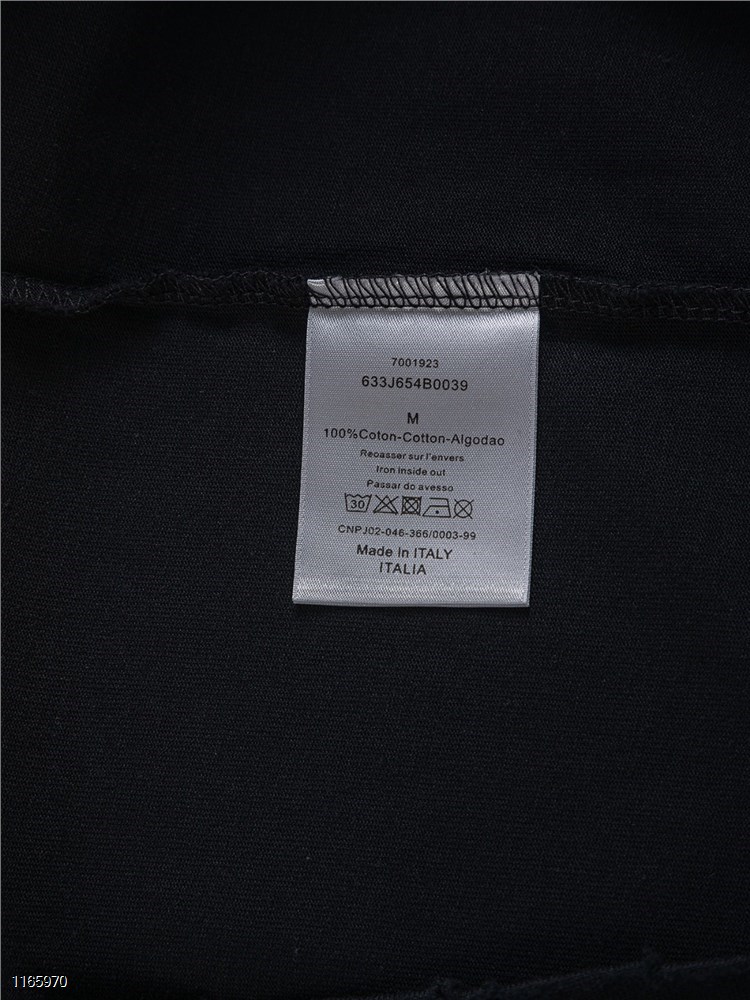 7001923
633J654B0039
M
100%Coton-Cotton-Algodao
Reoasser sur l'envers
Iron inside out
Passar do avesso
30
CNPJ02-046-366/0003-99
Made In ITALY
ITALIA
1165970